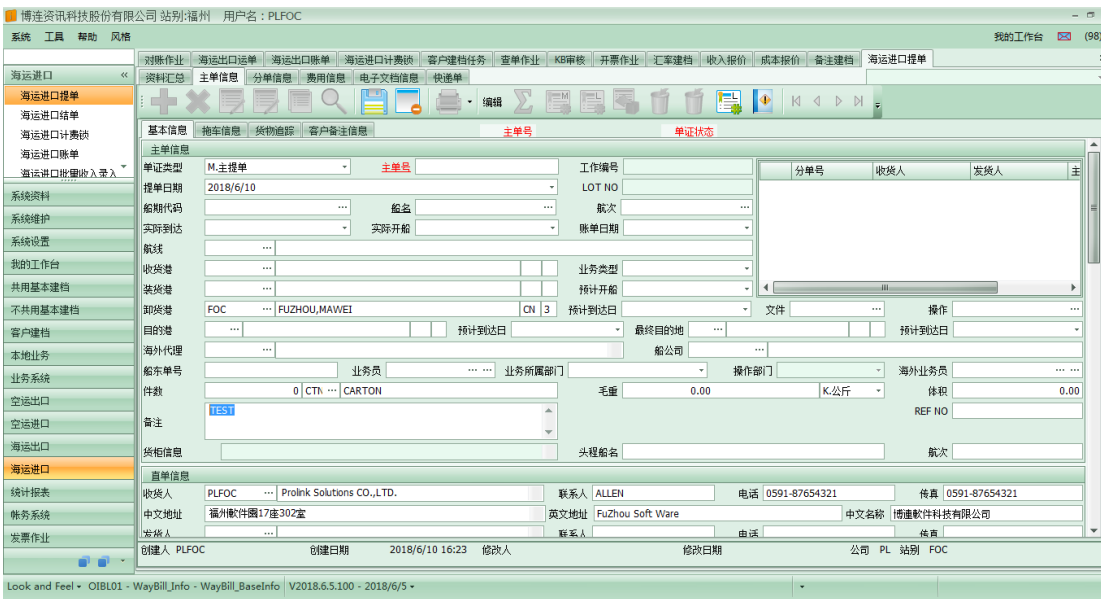 博连资讯科技股份有限公司 站别:福州 用户名：PLFOC
系统 工具 帮助 风格 我的工作台 (98)
对账作业 海运出口运单 海运出口账单 海运进口计费锁 客户建档任务 查单作业 KB审核 开票作业 汇率建档 收入报价 成本报价 备注建档 海运进口提单
海运进口 «
资料汇总 主单信息 分单信息 费用信息 电子文档信息 快递单
海运进口提单
海运进口结单
海运进口计费锁
海运进口账单
海运进口批里收入录入
编辑
系统资料
系统维护
系统设置
我的工作台
共用基本建档
不共用基本建档
客户建档
本地业务
业务系统
空运出口
空运进口
海运出口
海运进口
统计报表
帐务系统
发票作业
基本信息 拖车信息 货物追踪 客户备注信息 主单号 单证状态
主单信息
单证类型 M.主提单 主单号 工作编号
分单号 收货人 发货人 主
提单日期 2018/6/10 LOT NO
船期代码 ... 船名 ... 航次 ...
实际到达 实际开船 账单日期
航线 ...
收货港 ... 业务类型
装货港 ... 预计开船
卸货港 FOC ... FUZHOU,MAWEI CN 3 预计到达日 文件 ... 操作 ...
目的港 ... 预计到达日 最终目的地 ... 预计到达日
海外代理 ... 船公司 ...
船东单号 业务员 ... ... 业务所属部门 操作部门 海外业务员 ... ...
件数 0 CTN ... CARTON 毛重 0.00 K.公斤 体积 0.00
备注 TEST REF NO
货柜信息 头程船名 航次
直单信息
收货人 PLFOC ... Prolink Solutions CO.,LTD. 联系人 ALLEN 电话 0591-87654321 传真 0591-87654321
中文地址 福州軟件園17座302室 英文地址 FuZhou Soft Ware 中文名称 博連軟件科技有限公司
发货人 ... 联系人 电话 传真
创建人 PLFOC 创建日期 2018/6/10 16:23 修改人 修改日期 公司 PL 站别 FOC
Look and Feel OIBL01 - WayBill_Info - WayBill_BaseInfo V2018.6.5.100 - 2018/6/5